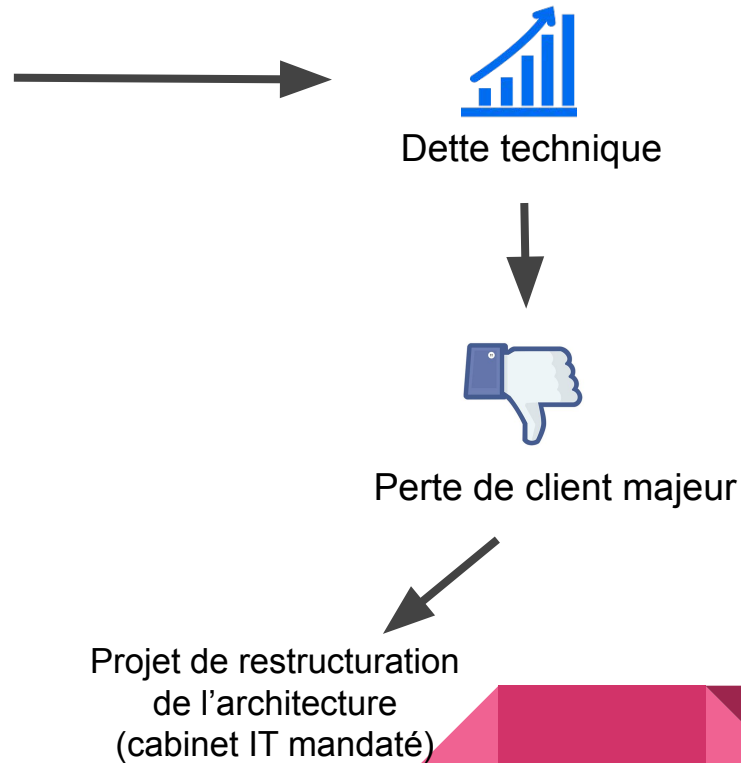 Dette technique
Perte de client majeur
Projet de restructuration
de l’architecture
(cabinet IT mandaté)